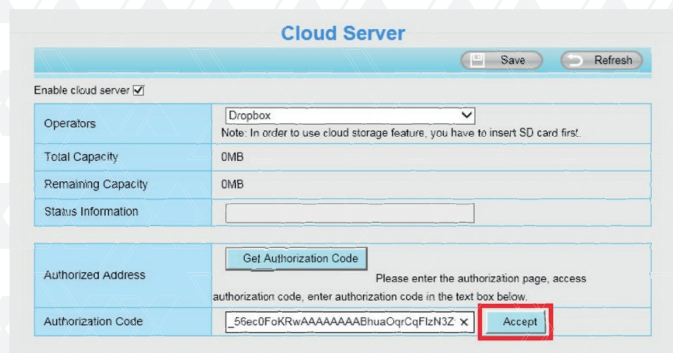 Cloud Server
Save Refresh
Enable cloud server
Operators Dropbox
Note: In order to use cloud storage feature, you have to insert SD card first.
Total Capacity 0MB
Remaining Capacity 0MB
Status Information
Get Authorization Code
Authorized Address Please enter the authorization page, access
authorization code, enter authorization code in the text box below.
Authorization Code _56ec0FoKRwAAAAAAABhuaOqrCqFlzN3Z Accept